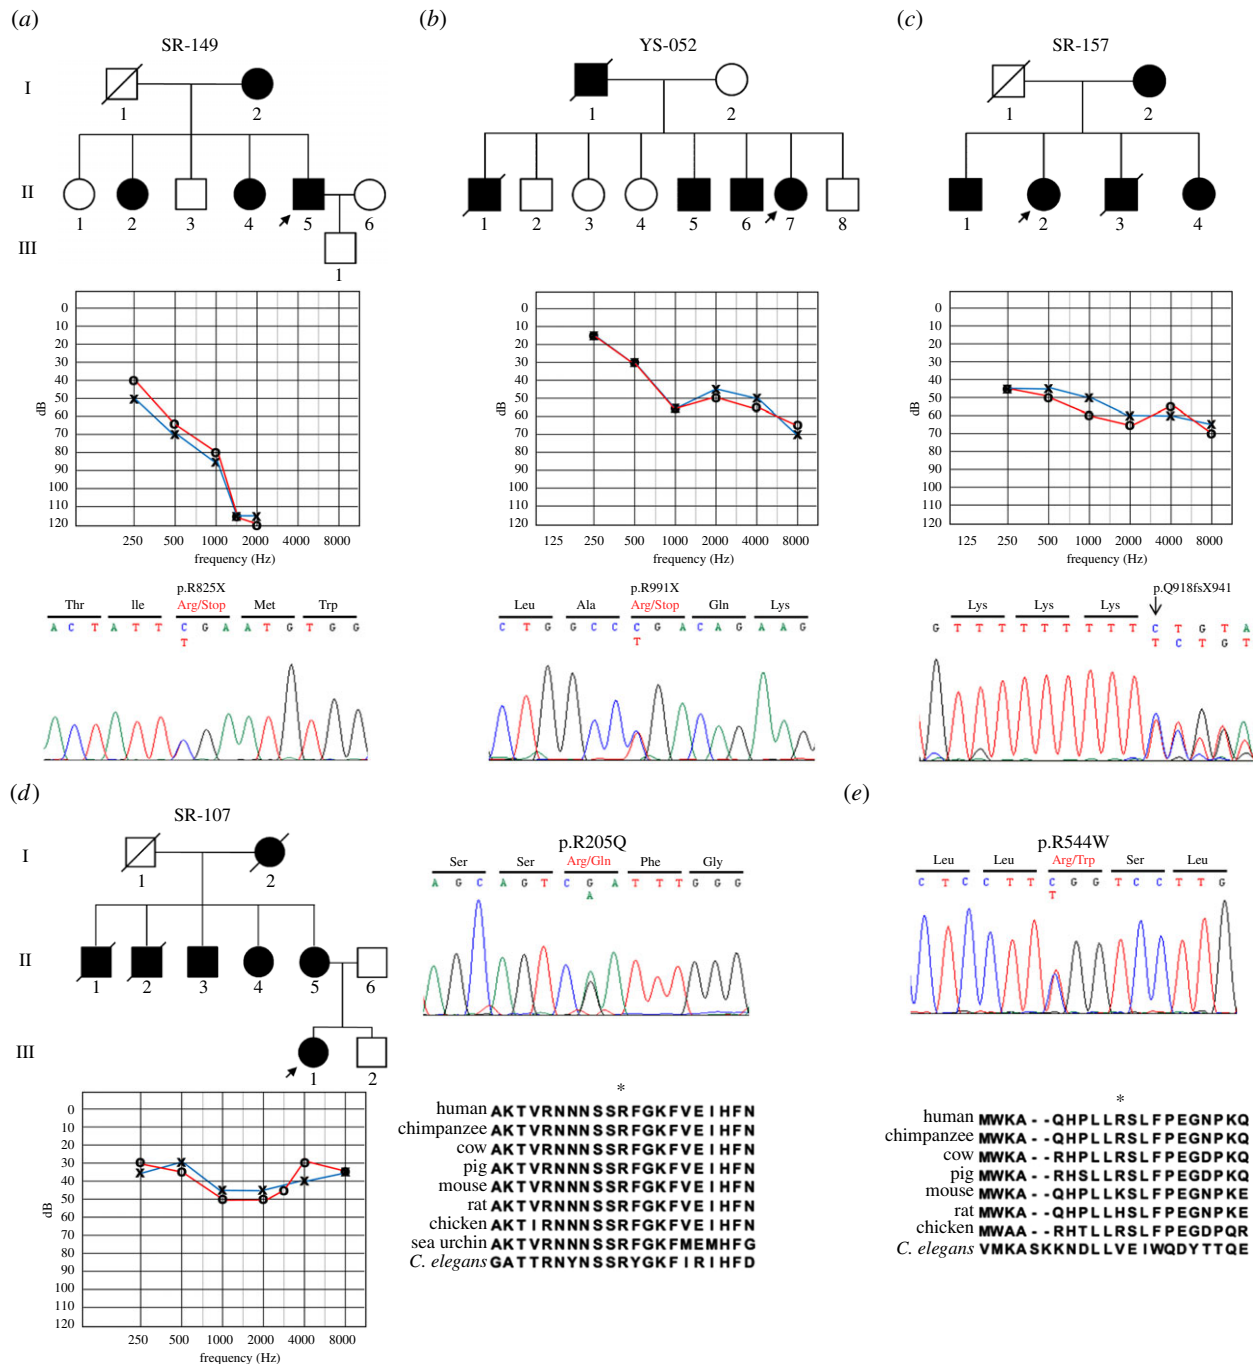 (a)
SR-149
I
1 2
II
1 2 3 4 5 6
III
1
0
10
20
30
40
50
60
70
80
90
100
110
120
dB
250 500 1000 2000 4000 8000
frequency (Hz)
p.R825X
Thr Ile Arg/Stop Met Trp
A C T A T T C G A A T G T G G
T
(b)
YS-052
1 2
1 2 3 4 5 6 7 8
0
10
20
30
40
50
60
70
80
90
100
110
120
dB
125 250 500 1000 2000 4000 8000
frequency (Hz)
p.R991X
Leu Ala Arg/Stop Gln Lys
C T G G C C C G A C A G A A G
T
(c)
SR-157
1 2
1 2 3 4
0
10
20
30
40
50
60
70
80
90
100
110
120
dB
125 250 500 1000 2000 4000 8000
frequency (Hz)
p.Q918fsX941
Lys Lys Lys
G T T T T T T T T T C T G T A
T C T G T
(d)
SR-107
I
1 2
II
1 2 3 4 5 6
III
1 2
0
10
20
30
40
50
60
70
80
90
100
110
120
dB
250 500 1000 2000 4000 8000
frequency (Hz)
p.R205Q
Ser Ser Arg/Gln Phe Gly
A G C A G T C G A T T T G G G
A
*
human AKTVRNNNSSRFGKFVEIHFN
chimpanzee AKTVRNNNSSRFGKFVEIHFN
cow AKTVRNNNSSRFGKFVEIHFN
pig AKTVRNNNSSRFGKFVEIHFN
mouse AKTVRNNNSSRFGKFVEIHFN
rat AKTVRNNNSSRFGKFVEIHFN
chicken AKTIRNNNSSRFGKFVEIHFN
sea urchin AKTVRNNNSSRFGKFMEMHFG
C. elegans GATTRNYNSSRYGKFIRIHFD
(e)
p.R544W
Leu Leu Arg/Trp Ser Leu
C T C C T T C G G T C C T T G
T
*
human MWKA--QHPLLRSLFPEGNPKQ
chimpanzee MWKA--QHPLLRSLFPEGNPKQ
cow MWKA--RHPLLRSLFPEGDPKQ
pig MWKA--RHSLLRSLFPEGDPKQ
mouse MWKA--QHPLLKSLFPEGNPKE
rat MWKA--QHPLLHSLFPEGNPKE
chicken MWAA--RHTLLRSLFPEGDPQR
C. elegans VMKASKKNDLLVEIWQDYTTQE